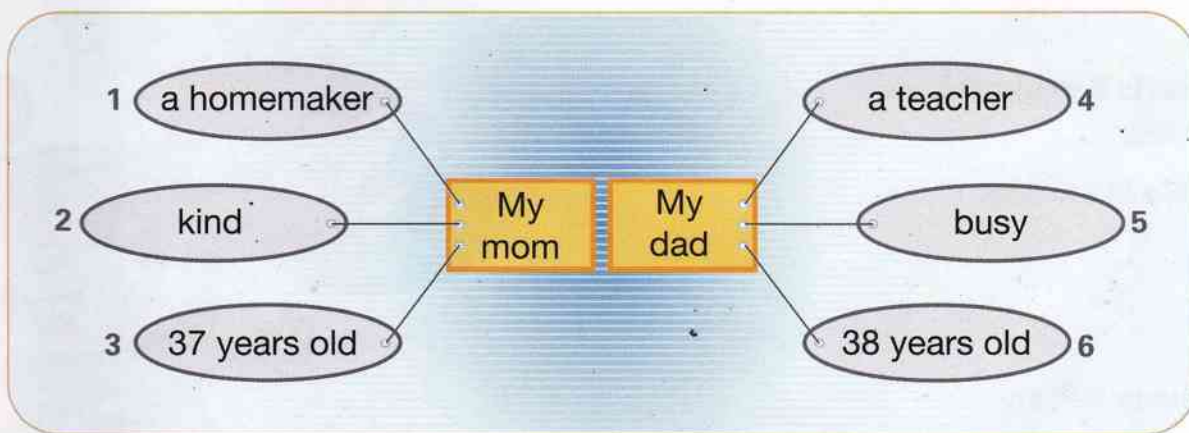 1 a homemaker
2 kind
3 37 years old
My
mom
My
dad
a teacher 4
busy 5
38 years old 6